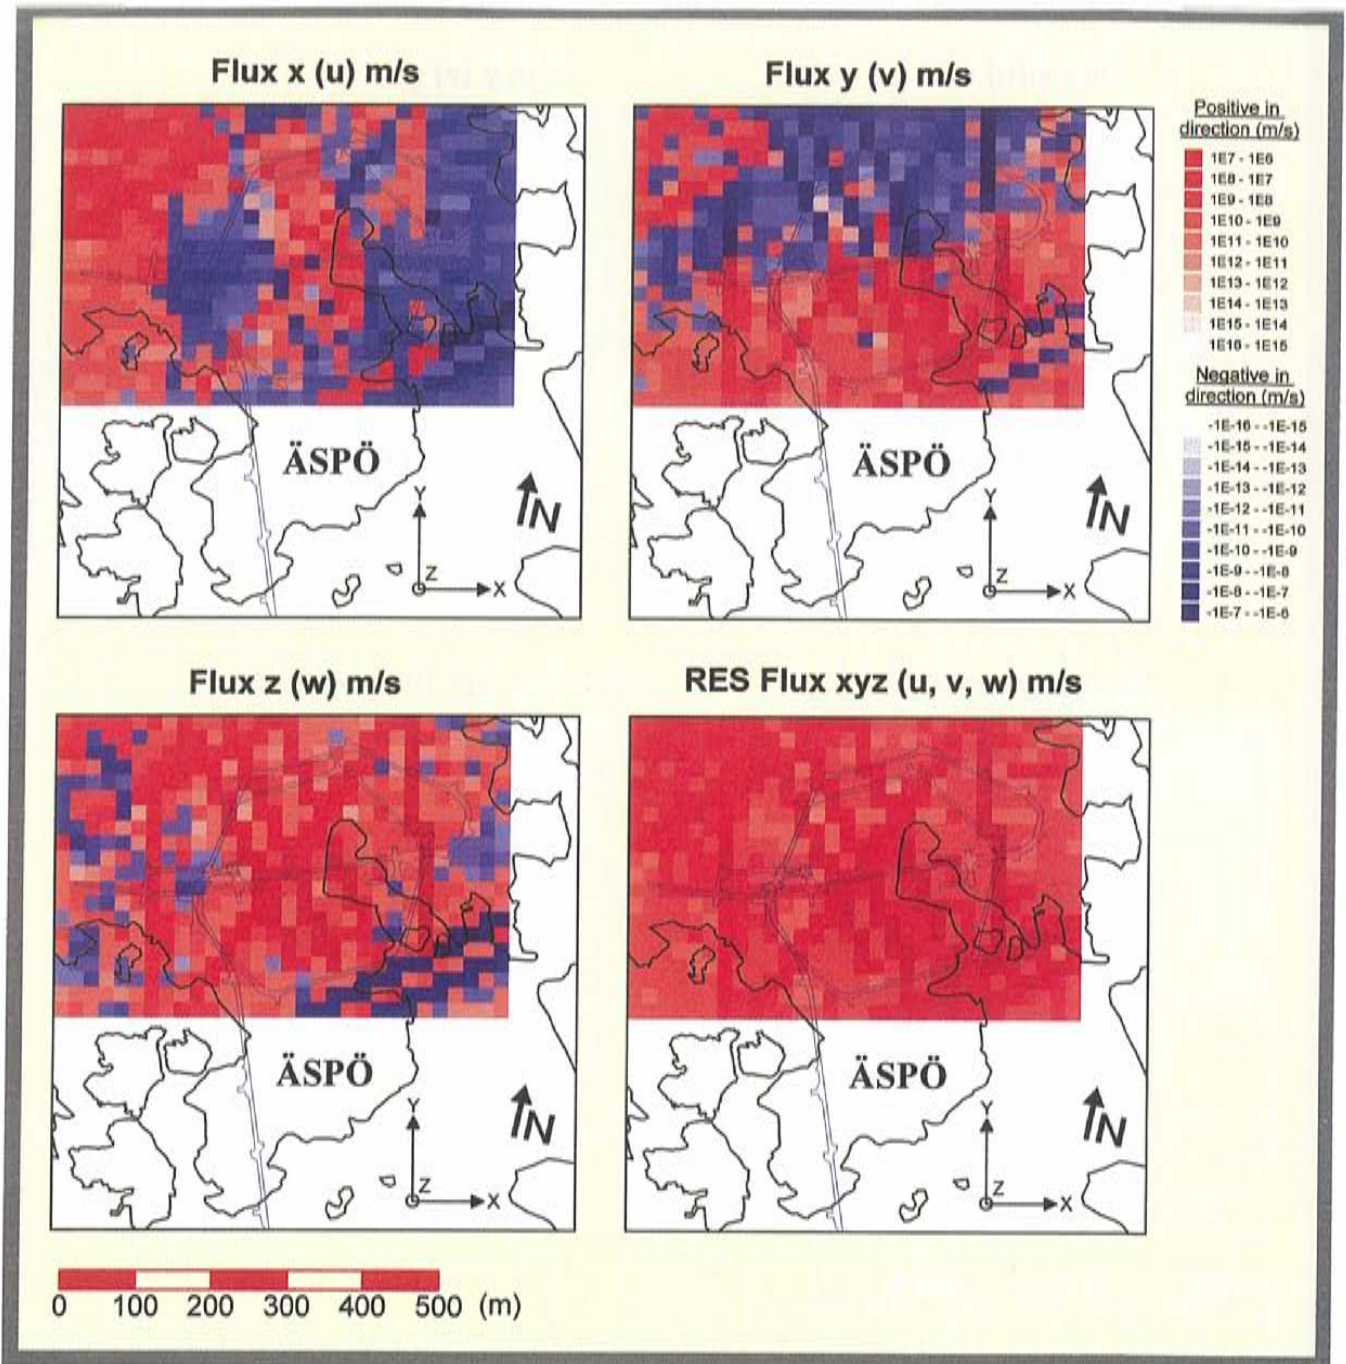 Flux x (u) m/s
Flux y (v) m/s
Positive in
direction (m/s)
1E7 - 1E6
1E8 - 1E7
1E9 - 1E8
1E10 - 1E9
1E11 - 1E10
1E12 - 1E11
1E13 - 1E12
1E14 - 1E13
1E15 - 1E14
1E16 - 1E15
Negative in
direction (m/s)
-1E-16 - -1E-15
-1E-15 - -1E-14
-1E-14 - -1E-13
-1E-13 - -1E-12
-1E-12 - -1E-11
-1E-11 - -1E-10
-1E-10 - -1E-9
-1E-9 - -1E-8
-1E-8 - -1E-7
-1E-7 - -1E-6
ÄSPÖ
Y
Z
X
N
ÄSPÖ
Y
Z
X
N
Flux z (w) m/s
RES Flux xyz (u, v, w) m/s
ÄSPÖ
Y
Z
X
N
ÄSPÖ
Y
Z
X
N
0 100 200 300 400 500 (m)